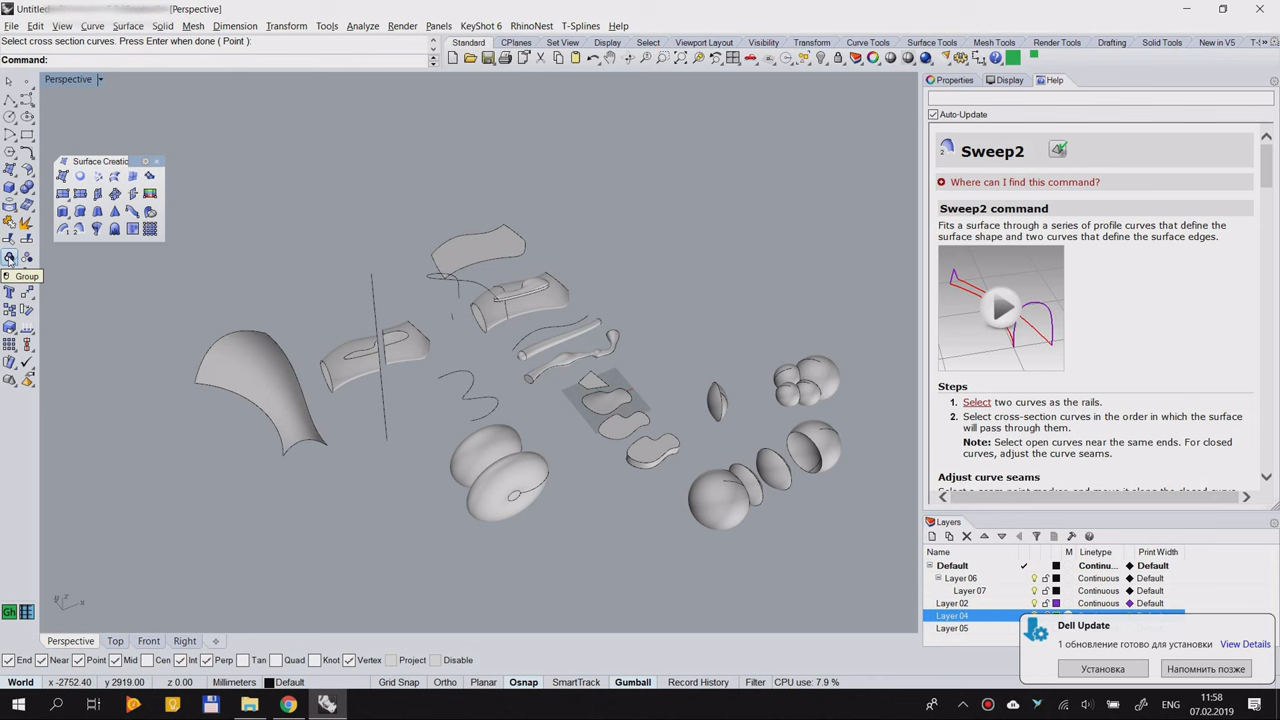 Untitled [Perspective]
File Edit View Curve Surface Solid Mesh Dimension Transform Tools Analyze Render Panels KeyShot 6 RhinoNest T-Splines Help
Select cross section curves. Press Enter when done ( Point ):
Command:
Standard CPlanes Set View Display Select Viewport Layout Visibility Transform Curve Tools Surface Tools Mesh Tools Render Tools Drafting Solid Tools New in V5
Perspective
Surface Creatio
Group
Properties Display Help
Auto-Update
2 Sweep2
Where can I find this command?
Sweep2 command
Fits a surface through a series of profile curves that define the
surface shape and two curves that define the surface edges.
Steps
1. Select two curves as the rails.
2. Select cross-section curves in the order in which the surface
will pass through them.
Note: Select open curves near the same ends. For closed
curves, adjust the curve seams.
Adjust curve seams
Layers
Name M Linetype Print Width
Default Continu... Default
Layer 06 Continuous Default
Layer 07 Continuous Default
Layer 02 Continuous Default
Layer 04
Layer 05
Dell Update
1 обновление готово для установки View Details
Установка Напомнить позже
y z x
Gh
Perspective Top Front Right
End Near Point Mid Cen Int Perp Tan Quad Knot Vertex Project Disable
World x -2752.40 y 2919.00 z 0.00 Millimeters Default Grid Snap Ortho Planar Osnap SmartTrack Gumball Record History Filter CPU use: 7.9 %
ENG
11:58
07.02.2019